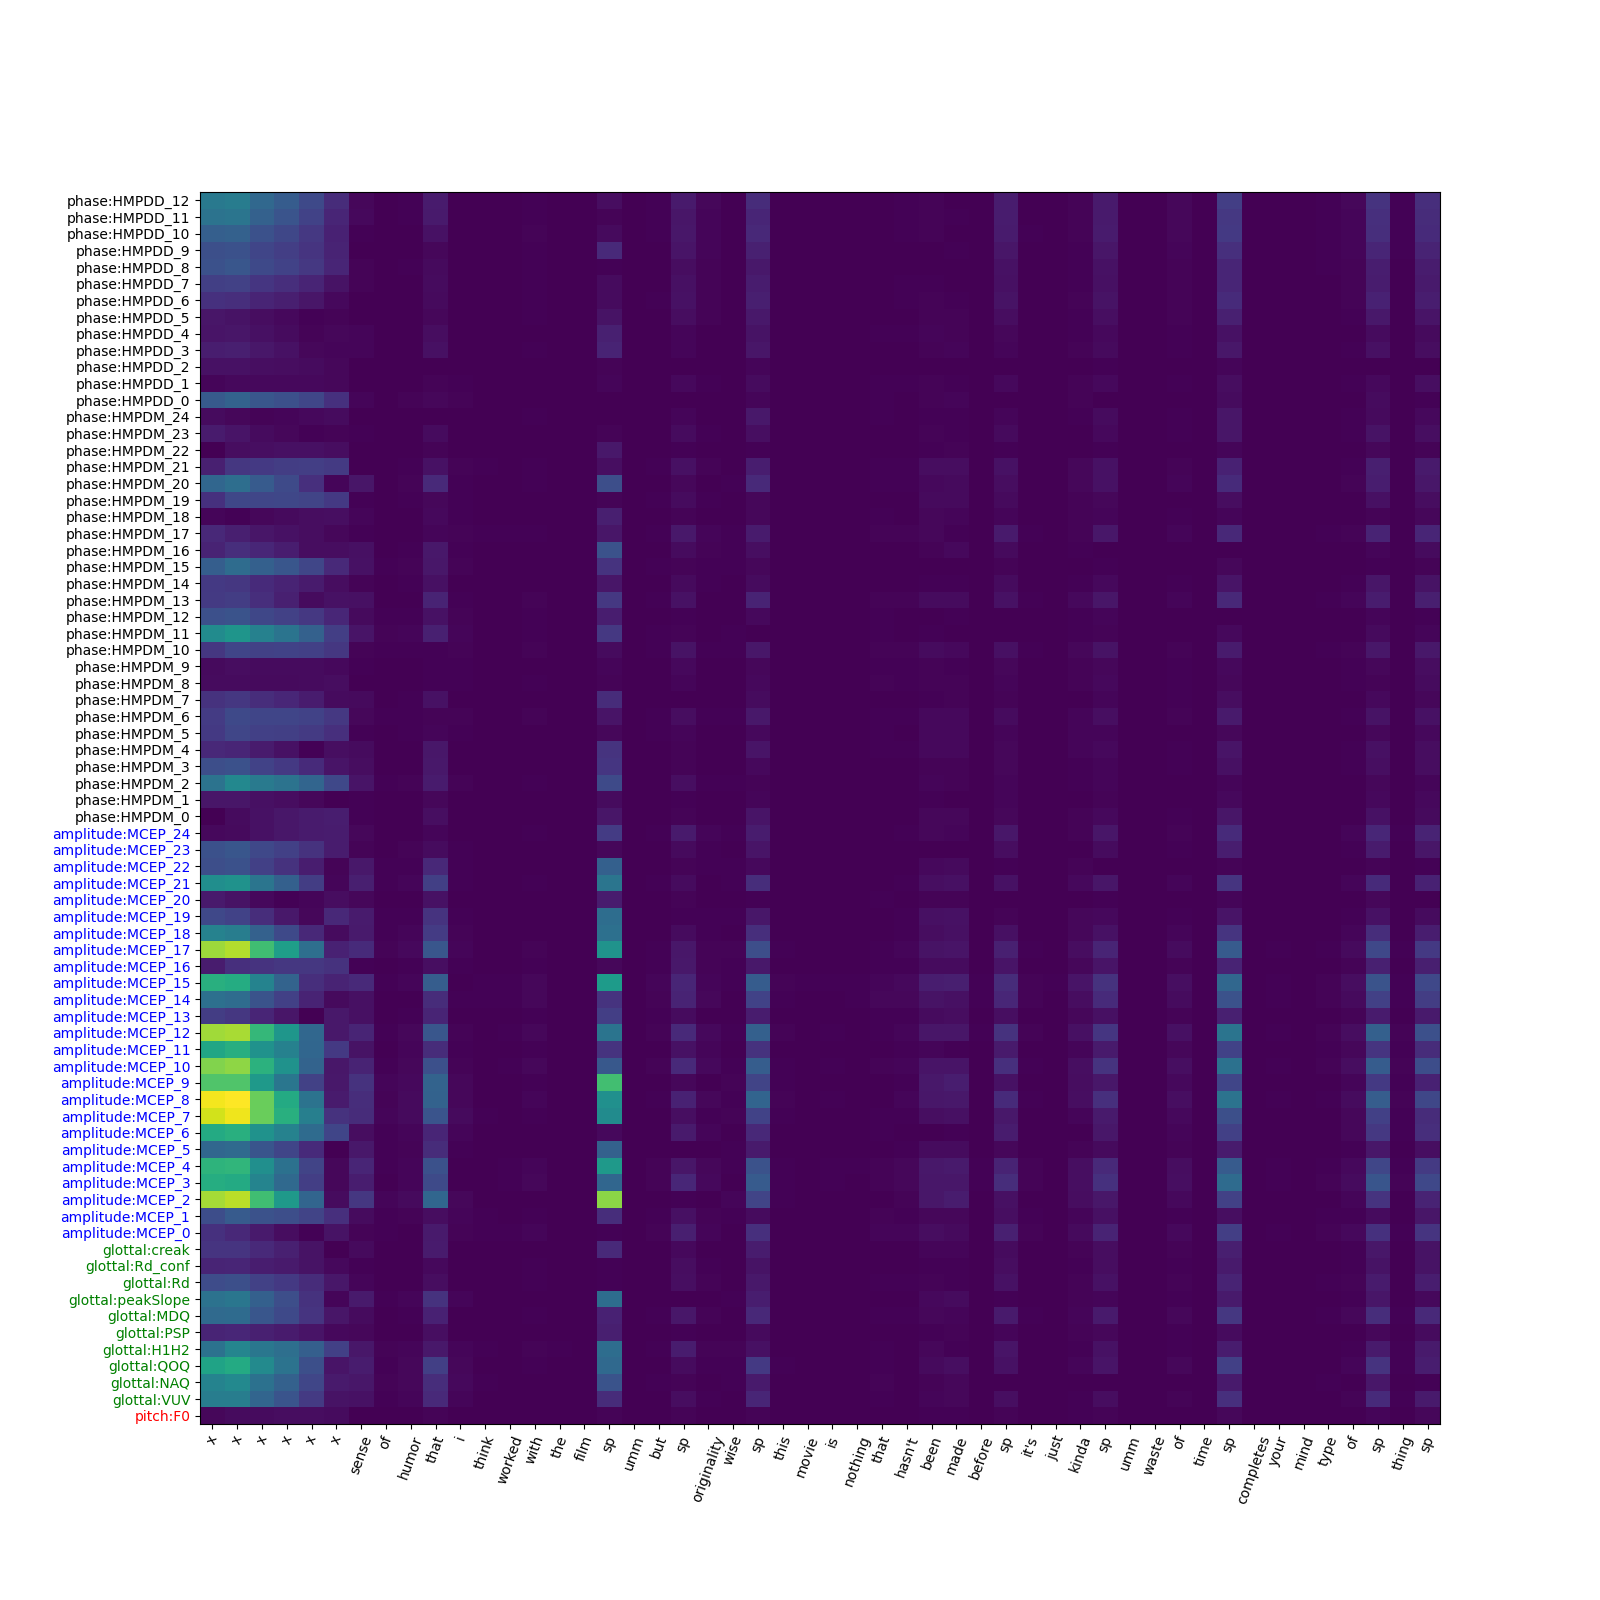 phase:HMPDD_12
phase:HMPDD_11
phase:HMPDD_10
phase:HMPDD_9
phase:HMPDD_8
phase:HMPDD_7
phase:HMPDD_6
phase:HMPDD_5
phase:HMPDD_4
phase:HMPDD_3
phase:HMPDD_2
phase:HMPDD_1
phase:HMPDD_0
phase:HMPDM_24
phase:HMPDM_23
phase:HMPDM_22
phase:HMPDM_21
phase:HMPDM_20
phase:HMPDM_19
phase:HMPDM_18
phase:HMPDM_17
phase:HMPDM_16
phase:HMPDM_15
phase:HMPDM_14
phase:HMPDM_13
phase:HMPDM_12
phase:HMPDM_11
phase:HMPDM_10
phase:HMPDM_9
phase:HMPDM_8
phase:HMPDM_7
phase:HMPDM_6
phase:HMPDM_5
phase:HMPDM_4
phase:HMPDM_3
phase:HMPDM_2
phase:HMPDM_1
phase:HMPDM_0
amplitude:MCEP_24
amplitude:MCEP_23
amplitude:MCEP_22
amplitude:MCEP_21
amplitude:MCEP_20
amplitude:MCEP_19
amplitude:MCEP_18
amplitude:MCEP_17
amplitude:MCEP_16
amplitude:MCEP_15
amplitude:MCEP_14
amplitude:MCEP_13
amplitude:MCEP_12
amplitude:MCEP_11
amplitude:MCEP_10
amplitude:MCEP_9
amplitude:MCEP_8
amplitude:MCEP_7
amplitude:MCEP_6
amplitude:MCEP_5
amplitude:MCEP_4
amplitude:MCEP_3
amplitude:MCEP_2
amplitude:MCEP_1
amplitude:MCEP_0
glottal:creak
glottal:Rd_conf
glottal:Rd
glottal:peakSlope
glottal:MDQ
glottal:PSP
glottal:H1H2
glottal:QOQ
glottal:NAQ
glottal:VUV
pitch:F0
x
x
x
x
x
x
sense
of
humor
that
i
think
worked
with
the
film
sp
umm
but
sp
originality
wise
sp
this
movie
is
nothing
that
hasn't
been
made
before
sp
it's
just
kinda
sp
umm
waste
of
time
sp
completes
your
mind
type
of
sp
thing
sp